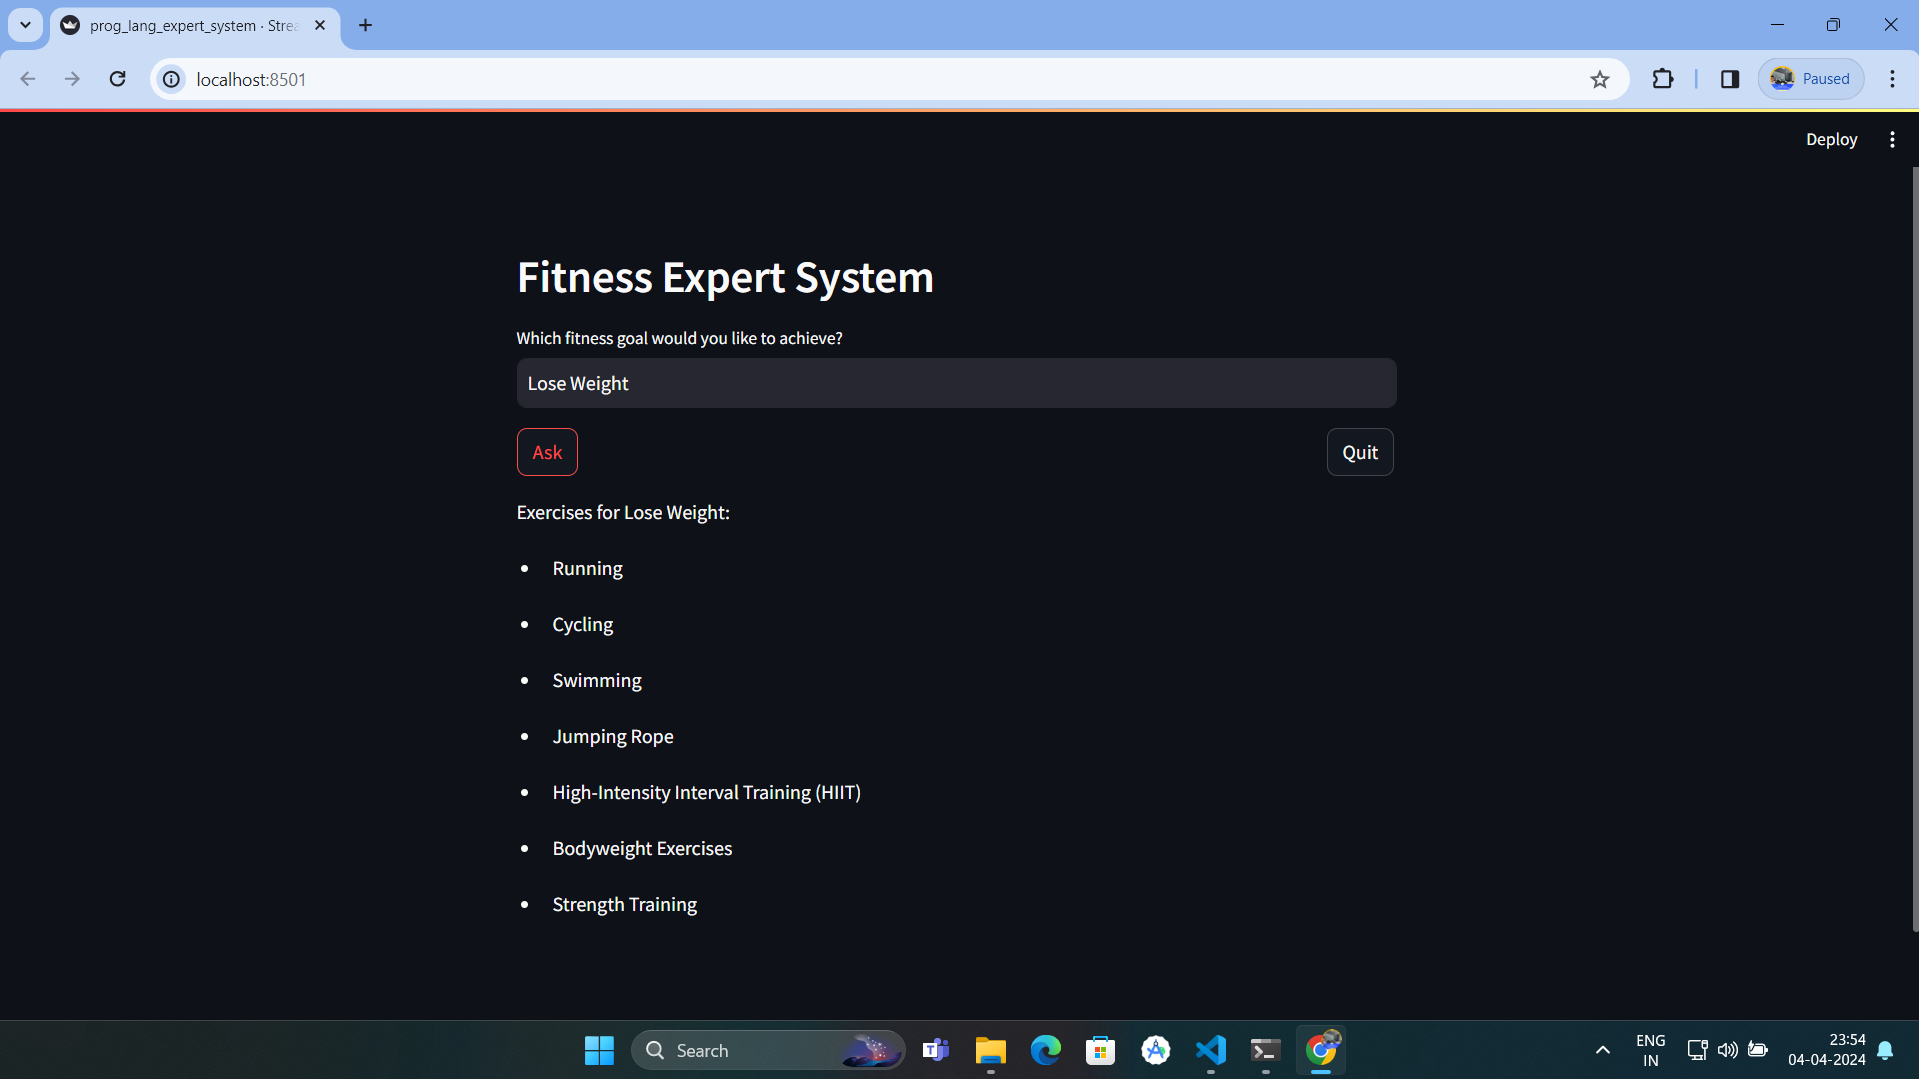 prog_lang_expert_system · Strea
localhost:8501
Paused
Deploy
Fitness Expert System
Which fitness goal would you like to achieve?
Lose Weight
Ask
Quit
Exercises for Lose Weight:
• Running
• Cycling
• Swimming
• Jumping Rope
• High-Intensity Interval Training (HIIT)
• Bodyweight Exercises
• Strength Training
Search
ENG
IN
23:54
04-04-2024